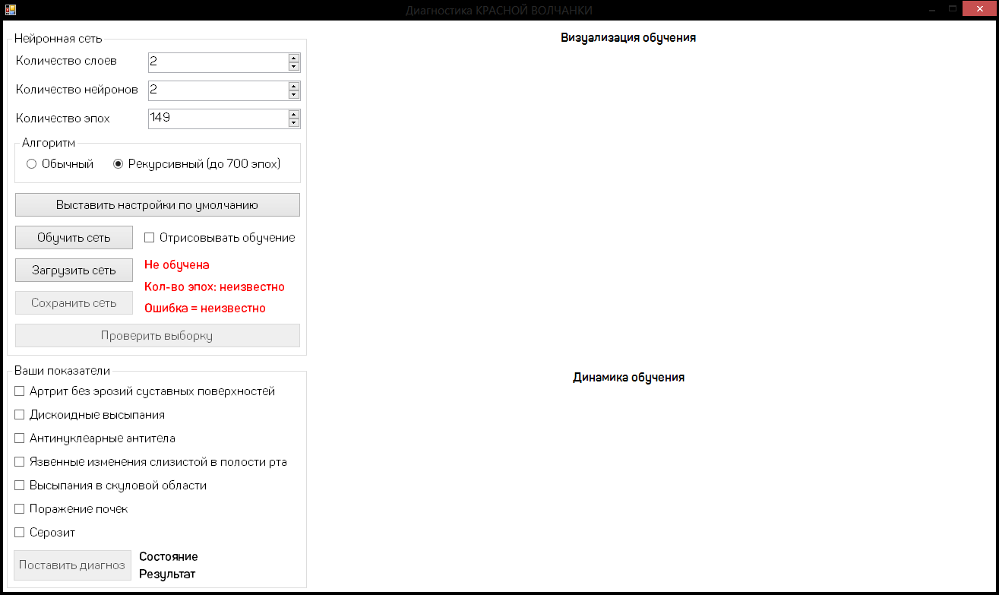 Диагностика КРАСНОЙ ВОЛЧАНКИ
Нейронная сеть
Количество слоев 2
Количество нейронов 2
Количество эпох 149
Алгоритм
Обычный Рекурсивный (до 700 эпох)
Выставить настройки по умолчанию
Обучить сеть Отрисовывать обучение
Загрузить сеть Не обучена
Кол-во эпох: неизвестно
Сохранить сеть Ошибка = неизвестно
Проверить выборку
Ваши показатели
Артрит без эрозий суставных поверхностей
Дискоидные высыпания
Антинуклеарные антитела
Язвенные изменения слизистой в полости рта
Высыпания в скуловой области
Поражение почек
Серозит
Поставить диагноз Состояние
Результат
Визуализация обучения
Динамика обучения